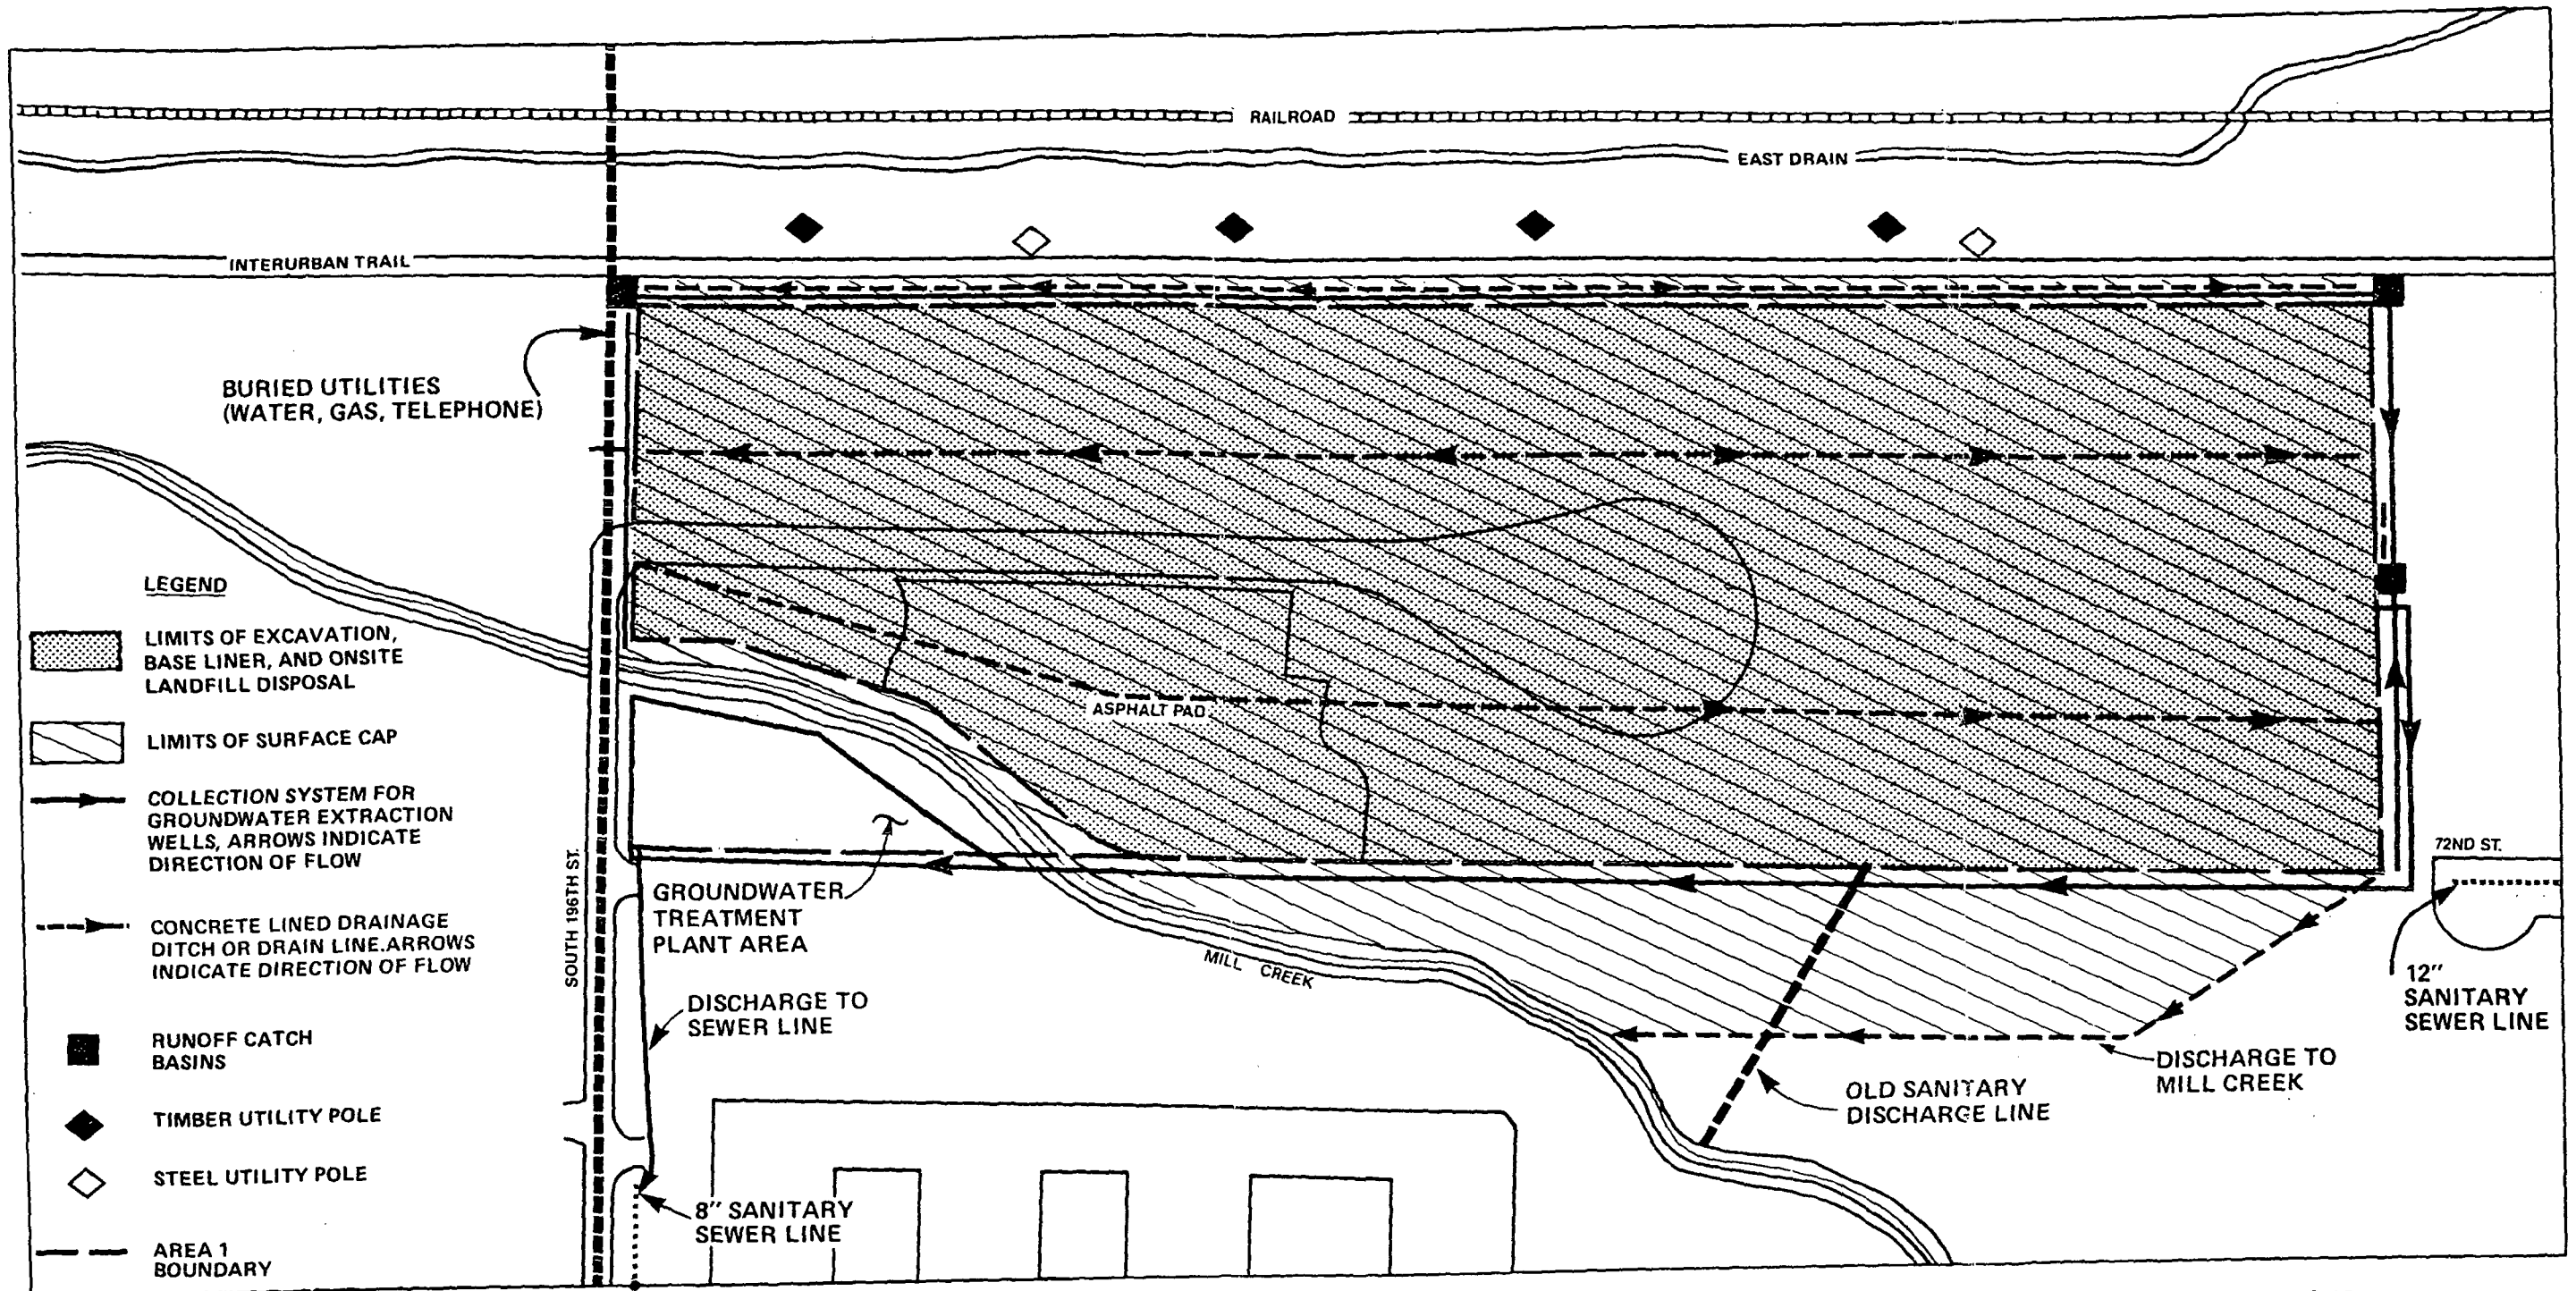 RAILROAD
EAST DRAIN
INTERURBAN TRAIL
BURIED UTILITIES
(WATER, GAS, TELEPHONE)
LEGEND
LIMITS OF EXCAVATION,
BASE LINER, AND ONSITE
LANDFILL DISPOSAL
LIMITS OF SURFACE CAP
COLLECTION SYSTEM FOR
GROUNDWATER EXTRACTION
WELLS, ARROWS INDICATE
DIRECTION OF FLOW
CONCRETE LINED DRAINAGE
DITCH OR DRAIN LINE. ARROWS
INDICATE DIRECTION OF FLOW
RUNOFF CATCH
BASINS
TIMBER UTILITY POLE
STEEL UTILITY POLE
AREA 1
BOUNDARY
SOUTH 196TH ST.
ASPHALT PAD
GROUNDWATER
TREATMENT
PLANT AREA
DISCHARGE TO
SEWER LINE
8" SANITARY
SEWER LINE
MILL CREEK
OLD SANITARY
DISCHARGE LINE
DISCHARGE TO
MILL CREEK
72ND ST.
12"
SANITARY
SEWER LINE